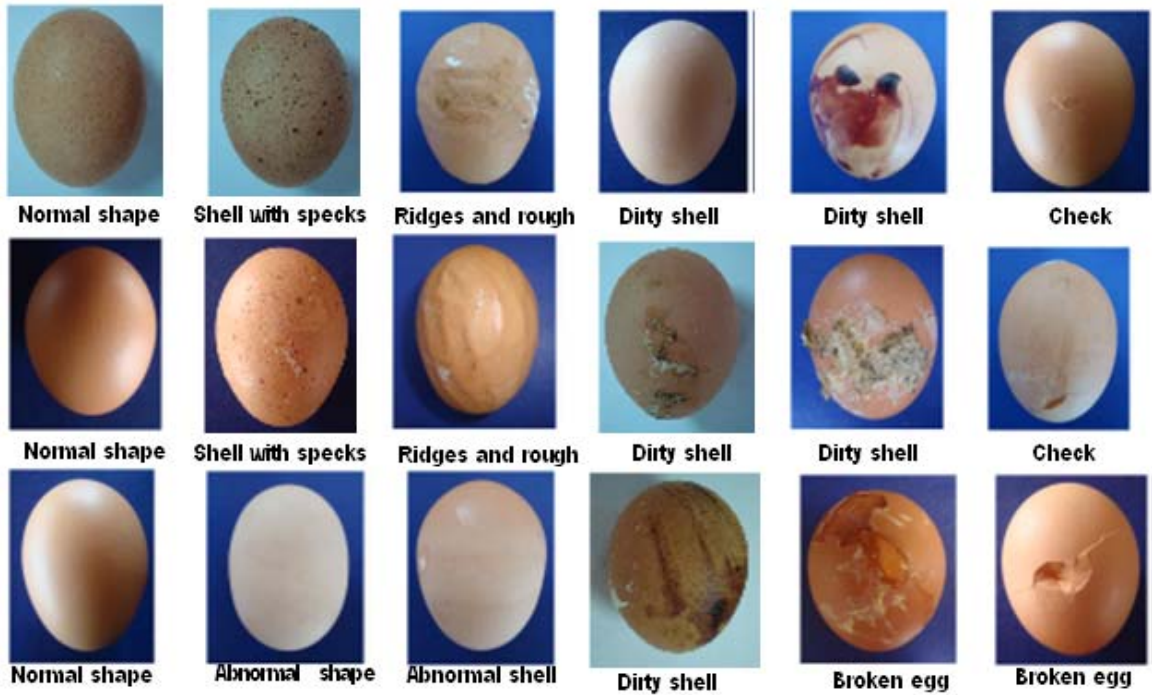 Normal shape
Shell with specks
Ridges and rough
Dirty shell
Dirty shell
Check
Normal shape
Shell with specks
Ridges and rough
Dirty shell
Dirty shell
Check
Normal shape
Abnormal shape
Abnormal shell
Dirty shell
Broken egg
Broken egg